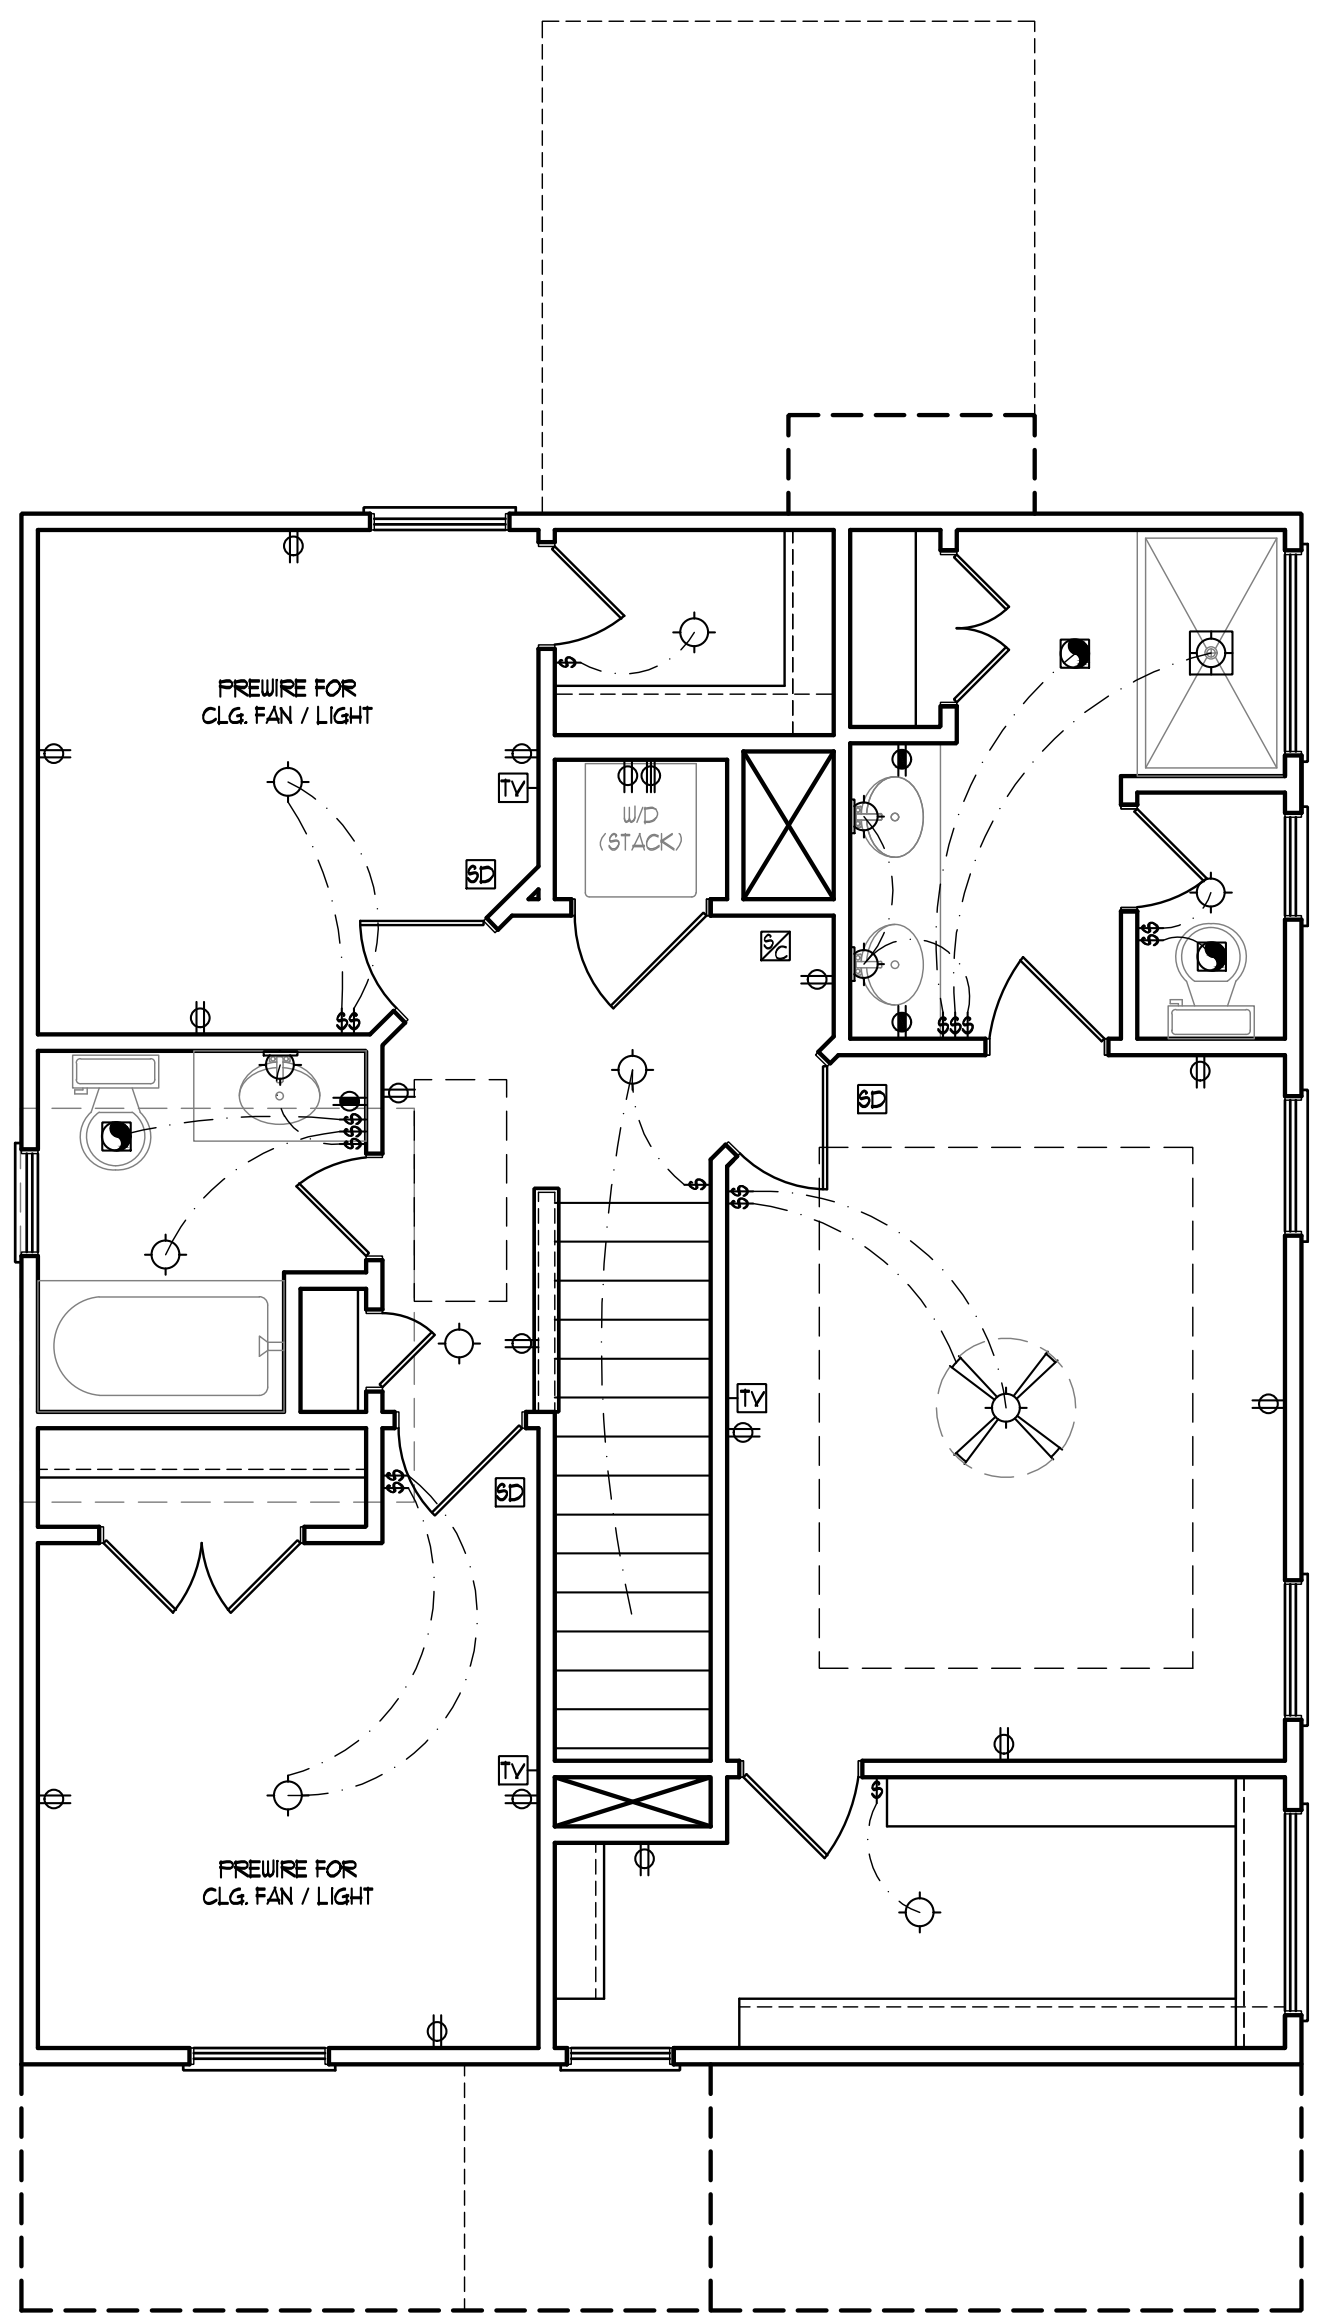 PREWIRE FOR
CLG. FAN / LIGHT
$
TV
W/D
(STACK)
SD
S/C
$$
$$
$$$
SD
$
$
$
$
$
$
TV
$$
SD
TV
$
PREWIRE FOR
CLG. FAN / LIGHT